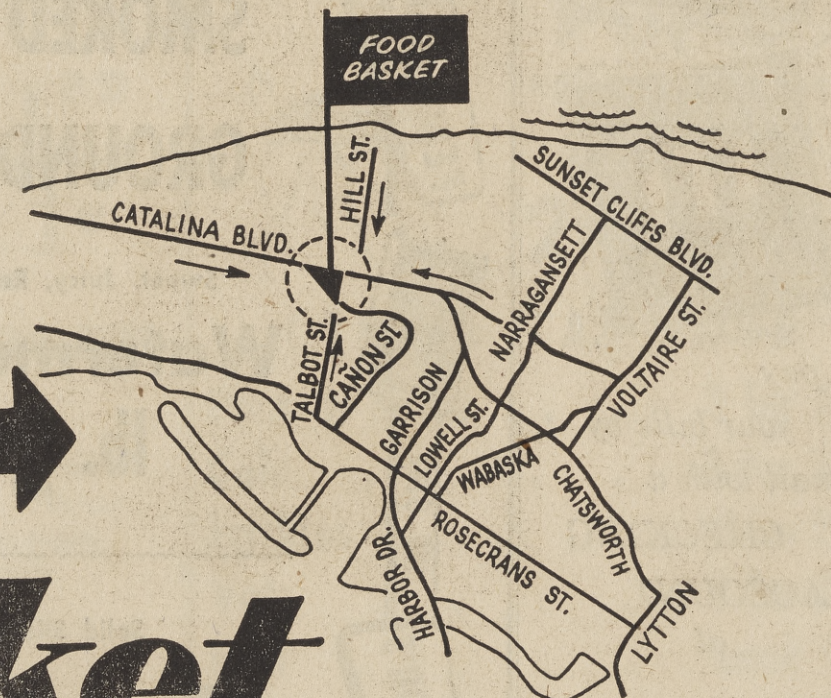 FOOD
BASKET
HILL ST.
SUNSET CLIFFS BLVD.
CATALINA BLVD.
NARRAGANSETT
VOLTAIRE ST.
TALBOT ST.
CAÑON ST
GARRISON
LOWELL ST.
WABASKA
CHATSWORTH
ROSECRANS ST.
HARBOR DR.
LYTTON
ket